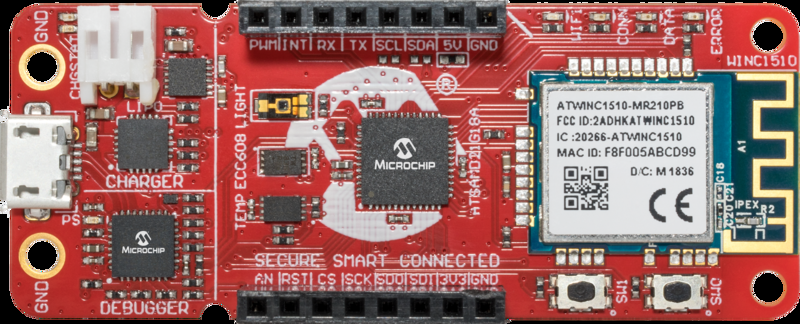 GND
CHGSTAT
LIPO
CHARGER
PS
MICROCHIP
DEBUGGER
GND
PWM INT RX TX SCL SDA 5V GND
TEMP ECC608 LIGHT
®
MICROCHIP
ATSAMD21G18A
SECURE SMART CONNECTED
AN RST CS SCK SDO SDI 3V3 GND
WIFI
CONN
DATA
ERROR
WINC1510
ATWINC1510-MR210PB
FCC ID:2ADHKATWINC1510
IC :20266-ATWINC1510
MAC ID: F8F005ABCD99
D/C: M 1836
CE
A1
C18
IPEX
R2
SW1
SW0